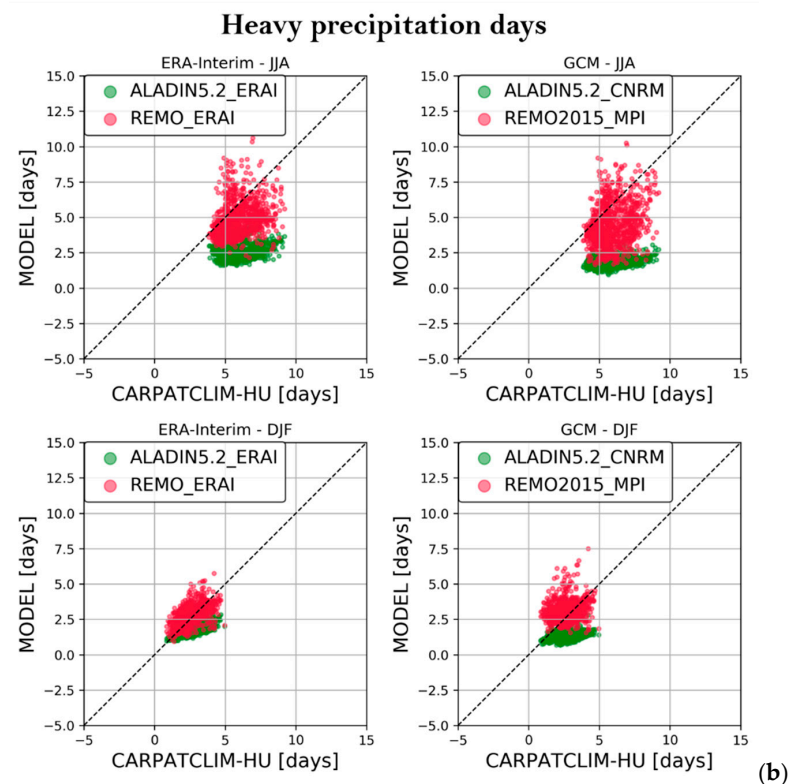 Heavy precipitation days
ERA-Interim - JJA
ALADIN5.2_ERAI
REMO_ERAI
15.0
12.5
10.0
7.5
5.0
2.5
0.0
−2.5
−5.0
MODEL [days]
−5
0
5
10
15
CARPATCLIM-HU [days]
GCM - JJA
ALADIN5.2_CNRM
REMO2015_MPI
15.0
12.5
10.0
7.5
5.0
2.5
0.0
−2.5
−5.0
MODEL [days]
−5
0
5
10
15
CARPATCLIM-HU [days]
ERA-Interim - DJF
ALADIN5.2_ERAI
REMO_ERAI
15.0
12.5
10.0
7.5
5.0
2.5
0.0
−2.5
−5.0
MODEL [days]
−5
0
5
10
15
CARPATCLIM-HU [days]
GCM - DJF
ALADIN5.2_CNRM
REMO2015_MPI
15.0
12.5
10.0
7.5
5.0
2.5
0.0
−2.5
−5.0
MODEL [days]
−5
0
5
10
15
CARPATCLIM-HU [days]
(b)